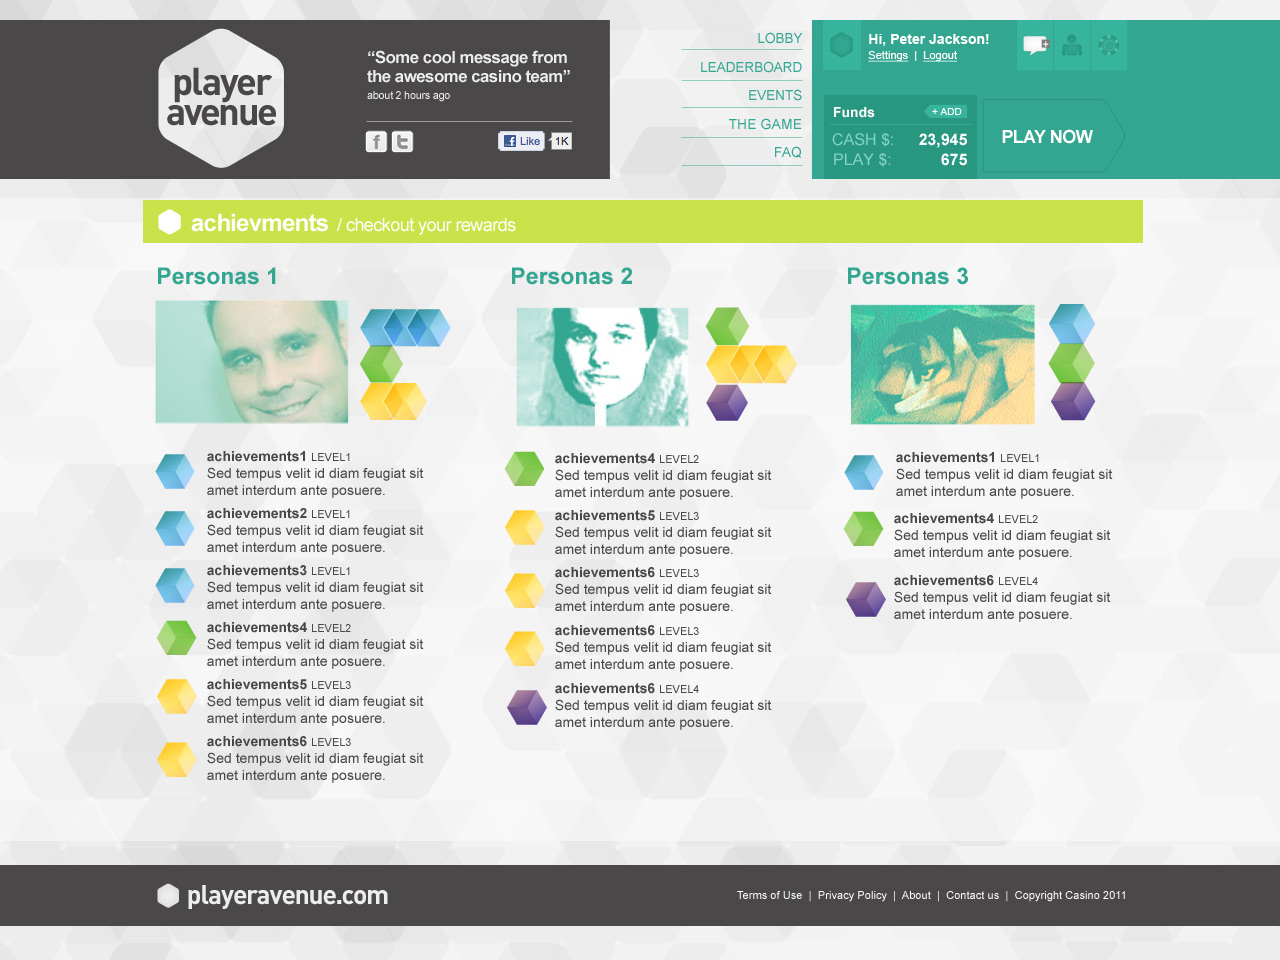 player
avenue
“Some cool message from
the awesome casino team”
about 2 hours ago
f t
f Like 1K
LOBBY
LEADERBOARD
EVENTS
THE GAME
FAQ
Hi, Peter Jackson!
Settings | Logout
Funds + ADD
CASH $: 23,945
PLAY $: 675
PLAY NOW
achievments / checkout your rewards
Personas 1
achievements1 LEVEL1
Sed tempus velit id diam feugiat sit
amet interdum ante posuere.
achievements2 LEVEL1
Sed tempus velit id diam feugiat sit
amet interdum ante posuere.
achievements3 LEVEL1
Sed tempus velit id diam feugiat sit
amet interdum ante posuere.
achievements4 LEVEL2
Sed tempus velit id diam feugiat sit
amet interdum ante posuere.
achievements5 LEVEL3
Sed tempus velit id diam feugiat sit
amet interdum ante posuere.
achievements6 LEVEL3
Sed tempus velit id diam feugiat sit
amet interdum ante posuere.
Personas 2
achievements4 LEVEL2
Sed tempus velit id diam feugiat sit
amet interdum ante posuere.
achievements5 LEVEL3
Sed tempus velit id diam feugiat sit
amet interdum ante posuere.
achievements6 LEVEL3
Sed tempus velit id diam feugiat sit
amet interdum ante posuere.
achievements6 LEVEL3
Sed tempus velit id diam feugiat sit
amet interdum ante posuere.
achievements6 LEVEL4
Sed tempus velit id diam feugiat sit
amet interdum ante posuere.
Personas 3
achievements1 LEVEL1
Sed tempus velit id diam feugiat sit
amet interdum ante posuere.
achievements4 LEVEL2
Sed tempus velit id diam feugiat sit
amet interdum ante posuere.
achievements6 LEVEL4
Sed tempus velit id diam feugiat sit
amet interdum ante posuere.
playeravenue.com
Terms of Use | Privacy Policy | About | Contact us | Copyright Casino 2011